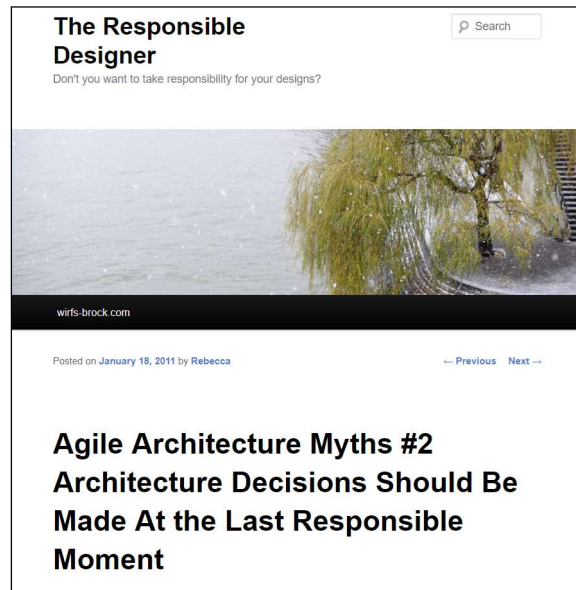 The Responsible
Designer
Search
Don't you want to take responsibility for your designs?
wirfs-brock.com
Posted on January 18, 2011 by Rebecca
← Previous Next →
Agile Architecture Myths #2
Architecture Decisions Should Be
Made At the Last Responsible
Moment